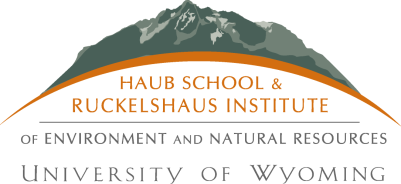 HAUB SCHOOL &
RUCKELSHAUS INSTITUTE
OF ENVIRONMENT AND NATURAL RESOURCES
UNIVERSITY OF WYOMING